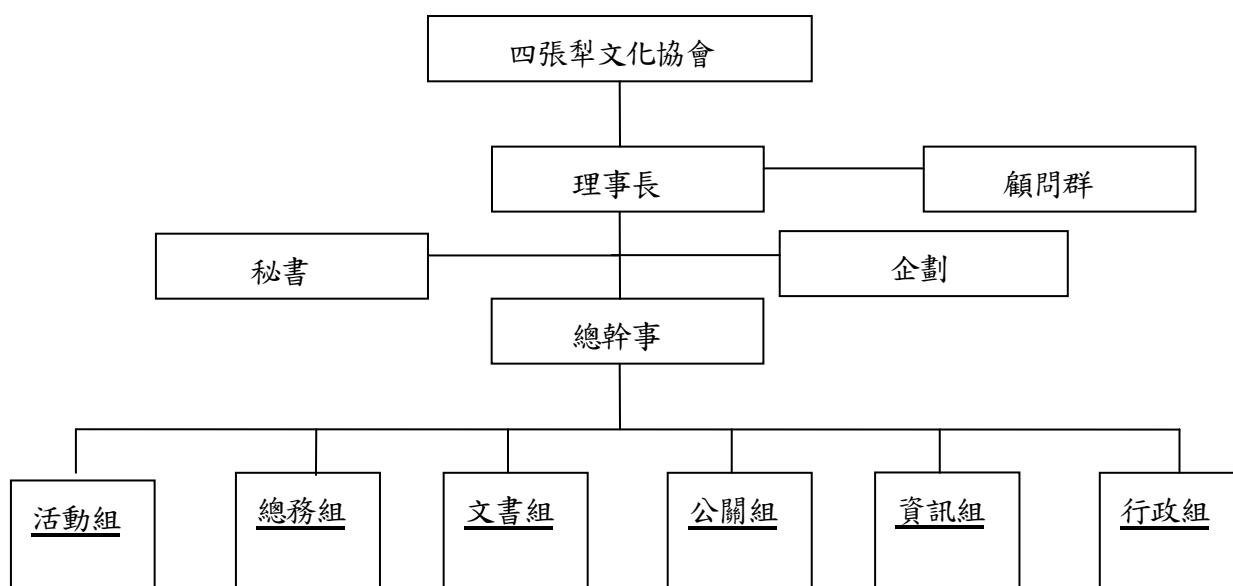 四張犁文化協會
理事長
顧問群
秘書
企劃
總幹事
活動組
總務組
文書組
公關組
資訊組
行政組